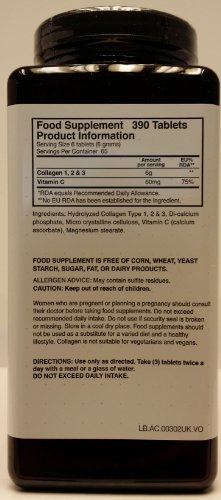 Food Supplement 390 Tablets
Product Information
Serving Size 6 tablets (6 grams)
Servings Per Container 65
Amount per serving EU% RDA**
Collagen 1, 2 & 3 6g **
Vitamin C 60mg 75%
*RDA equals Recommended Daily Allowance.
**No EU RDA has been established for the ingredient.
Ingredients: Hydrolyzed Collagen Type 1, 2 & 3, Di-calcium
phosphate, Micro crystalline cellulose, Vitamin C (calcium
ascorbate), Magnesium stearate.
FOOD SUPPLEMENT IS FREE OF CORN, WHEAT, YEAST
STARCH, SUGAR, FAT, OR DAIRY PRODUCTS.
ALLERGEN ADVICE: May contain sulfite residues.
CAUTION: Keep out of reach of children.
Women who are pregnant or planning a pregnancy should consult
their doctor before taking food supplements. Do not exceed
recommended daily intake. Do not use if security seal is broken
or missing. Store in a cool dry place. Food supplements should
not be used as a substitute for a varied diet and a healthy
lifestyle. Collagen is not suitable for vegetarians and vegans.
DIRECTIONS: Use only as directed. Take (3) tablets twice a
day with a meal or a glass of water.
DO NOT EXCEED DAILY INTAKE.
LB.AC.00302UK.VO